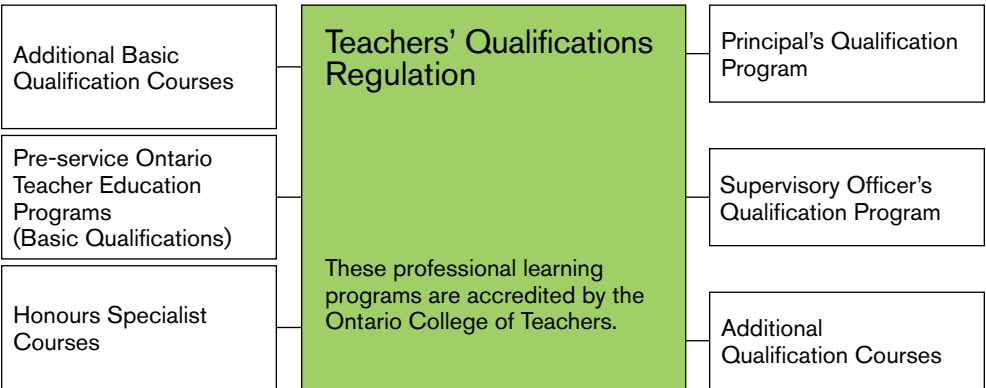 Additional Basic
Qualification Courses
Pre-service Ontario
Teacher Education
Programs
(Basic Qualifications)
Honours Specialist
Courses
Teachers’ Qualifications
Regulation
These professional learning
programs are accredited by the
Ontario College of Teachers.
Principal’s Qualification
Program
Supervisory Officer’s
Qualification Program
Additional
Qualification Courses